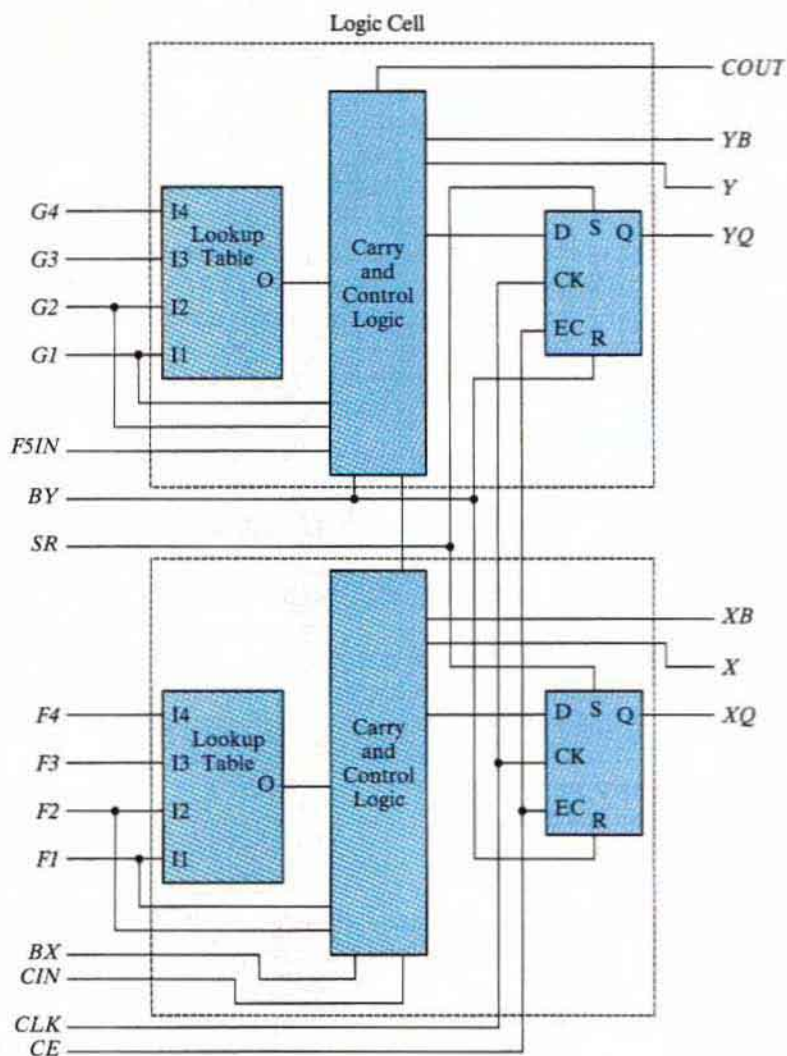 Logic Cell
COUT
YB
Y
YQ
G4
G3
G2
G1
F5IN
BY
SR
I4
I3
I2
I1
Lookup
Table
O
Carry
and
Control
Logic
D
S
Q
CK
EC
R
XB
X
XQ
F4
F3
F2
F1
BX
CIN
CLK
CE
I4
I3
I2
I1
Lookup
Table
O
Carry
and
Control
Logic
D
S
Q
CK
EC
R